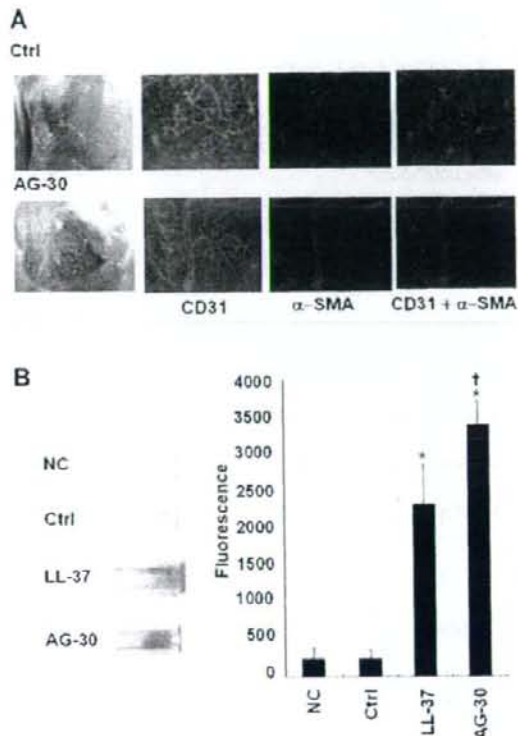 A
Ctrl
AG-30
CD31
α-SMA
CD31 + α-SMA
B
NC
Ctrl
LL-37
AG-30
Fluorescence
4000
3500
3000
2500
2000
1500
1000
500
0
*
†
*
NC
Ctrl
LL-37
AG-30